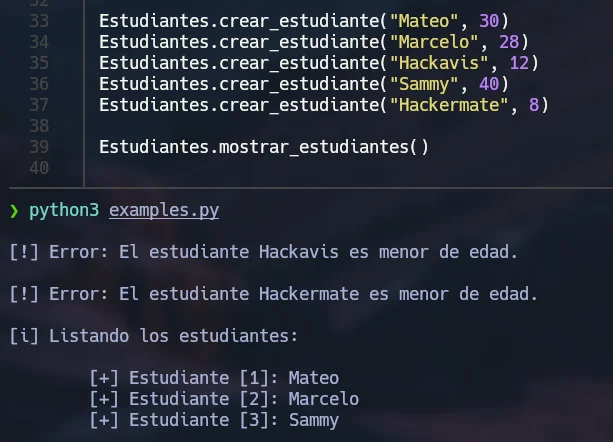 32
33 Estudiantes.crear_estudiante("Mateo", 30)
34 Estudiantes.crear_estudiante("Marcelo", 28)
35 Estudiantes.crear_estudiante("Hackavis", 12)
36 Estudiantes.crear_estudiante("Sammy", 40)
37 Estudiantes.crear_estudiante("Hackermate", 8)
38
39 Estudiantes.mostrar_estudiantes()
40
❯ python3 examples.py
[!] Error: El estudiante Hackavis es menor de edad.
[!] Error: El estudiante Hackermate es menor de edad.
[i] Listando los estudiantes:
[+] Estudiante [1]: Mateo
[+] Estudiante [2]: Marcelo
[+] Estudiante [3]: Sammy